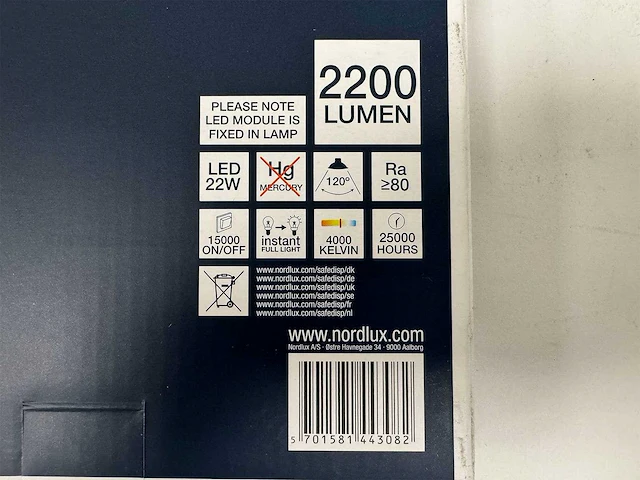 2200
LUMEN
PLEASE NOTE
LED MODULE IS
FIXED IN LAMP
LED
22W
Hg
MERCURY
120º
Ra
≥80
15000
ON/OFF
instant
FULL LIGHT
4000
KELVIN
25000
HOURS
www.nordlux.com/safedisp/dk
www.nordlux.com/safedisp/de
www.nordlux.com/safedisp/uk
www.nordlux.com/safedisp/se
www.nordlux.com/safedisp/fr
www.nordlux.com/safedisp/nl
www.nordlux.com
Nordlux A/S · Østre Havnegade 34 · 9000 Aalborg
5 701581 443082